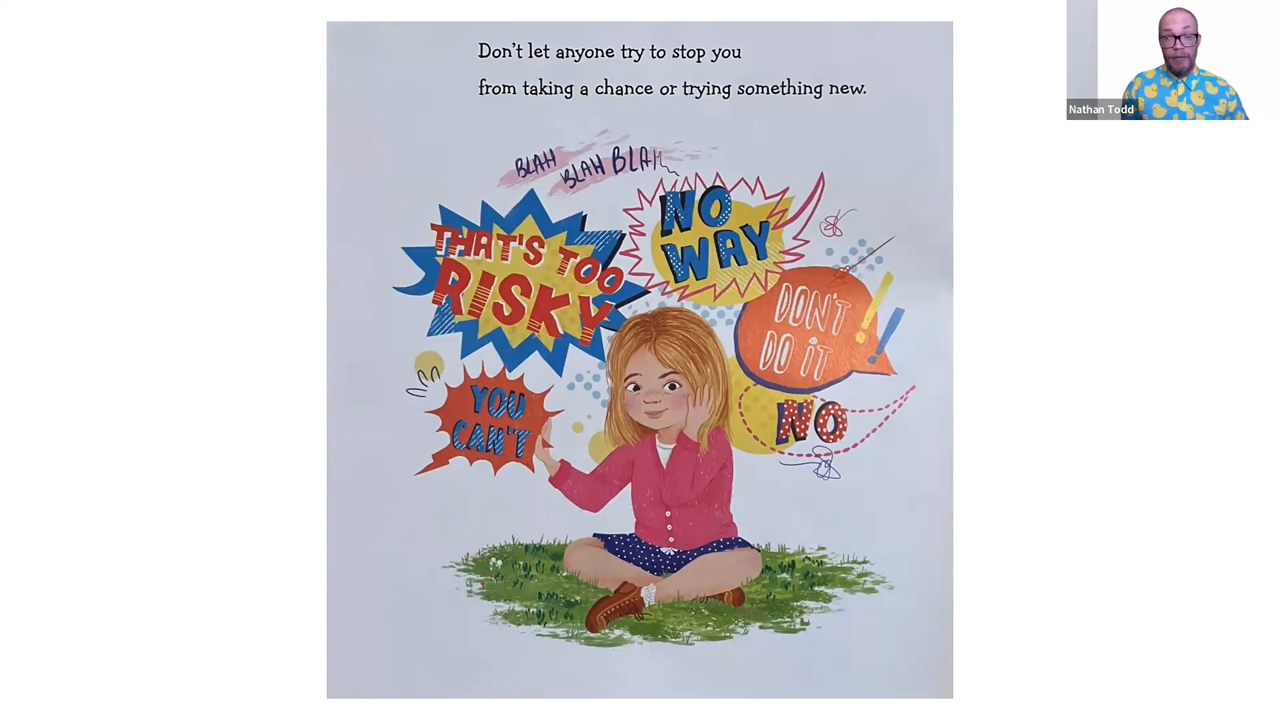 Don't let anyone try to stop you
from taking a chance or trying something new.
BLAH BLAH BLAH
THAT'S TOO
RISKY
NO
WAY
DON'T
DO IT
YOU
CAN'T
NO
Nathan Todd